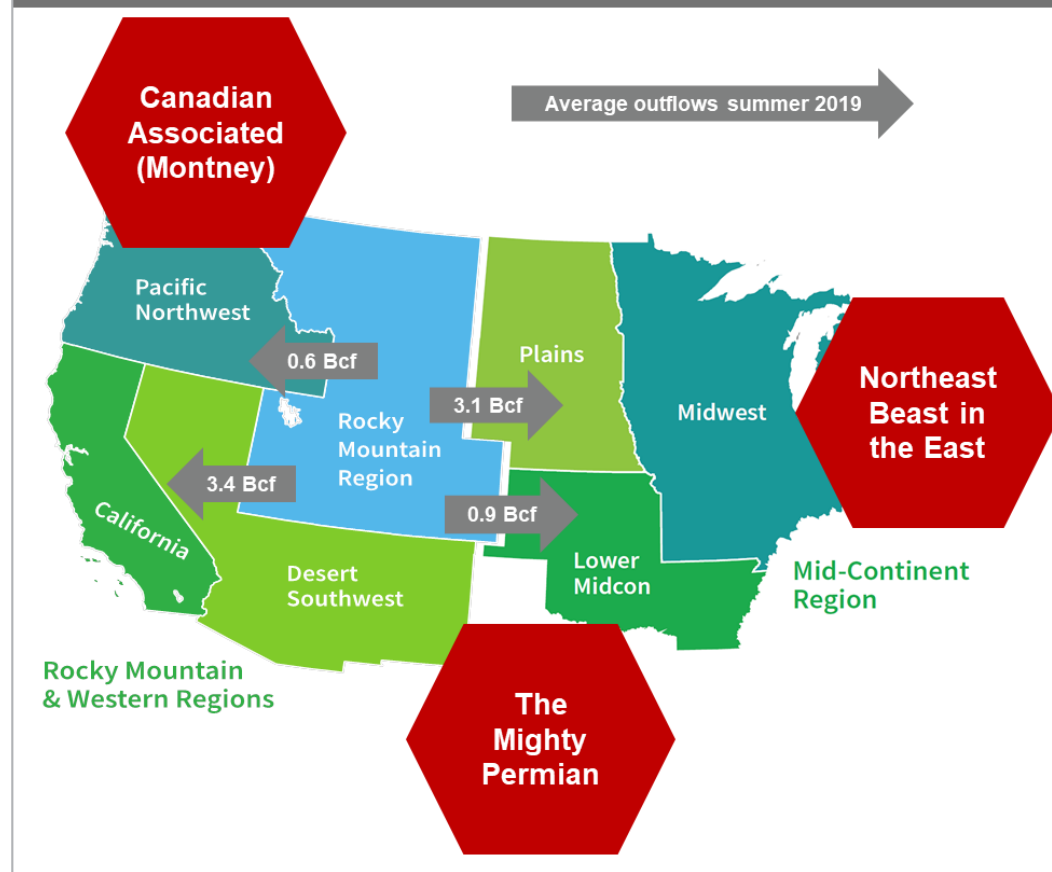 Canadian
Associated
(Montney)
Average outflows summer 2019
Pacific
Northwest
0.6 Bcf
Plains
3.1 Bcf
Midwest
Northeast
Beast in
the East
Rocky
Mountain
Region
3.4 Bcf
0.9 Bcf
California
Desert
Southwest
Lower
Midcon
Mid-Continent
Region
Rocky Mountain
& Western Regions
The
Mighty
Permian